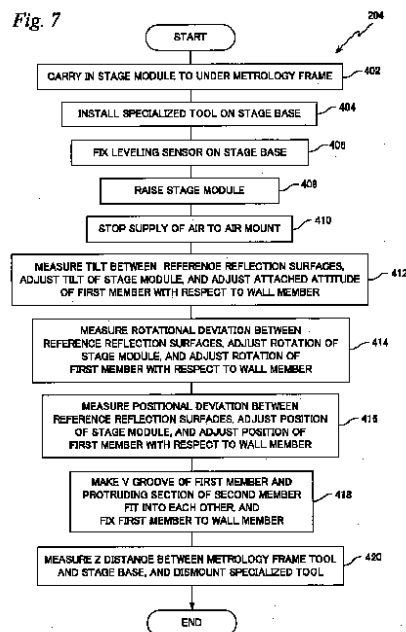 Fig. 7
204
START
CARRY IN STAGE MODULE TO UNDER METROLOGY FRAME
402
INSTALL SPECIALIZED TOOL ON STAGE BASE
404
FIX LEVELING SENSOR ON STAGE BASE
406
RAISE STAGE MODULE
408
STOP SUPPLY OF AIR TO AIR MOUNT
410
MEASURE TILT BETWEEN REFERENCE REFLECTION SURFACES,
ADJUST TILT OF STAGE MODULE, AND ADJUST ATTACHED ATTITUDE
OF FIRST MEMBER WITH RESPECT TO WALL MEMBER
412
MEASURE ROTATIONAL DEVIATION BETWEEN
REFERENCE REFLECTION SURFACES, ADJUST ROTATION OF
STAGE MODULE, AND ADJUST ROTATION OF
FIRST MEMBER WITH RESPECT TO WALL MEMBER
414
MEASURE POSITIONAL DEVIATION BETWEEN
REFERENCE REFLECTION SURFACES, ADJUST POSITION
OF STAGE MODULE, AND ADJUST POSITION OF
FIRST MEMBER WITH RESPECT TO WALL MEMBER
416
MAKE V GROOVE OF FIRST MEMBER AND
PROTRUDING SECTION OF SECOND MEMBER
FIT INTO EACH OTHER, AND
FIX FIRST MEMBER TO WALL MEMBER
418
MEASURE Z DISTANCE BETWEEN METROLOGY FRAME TOOL
AND STAGE BASE, AND DISMOUNT SPECIALIZED TOOL
420
END